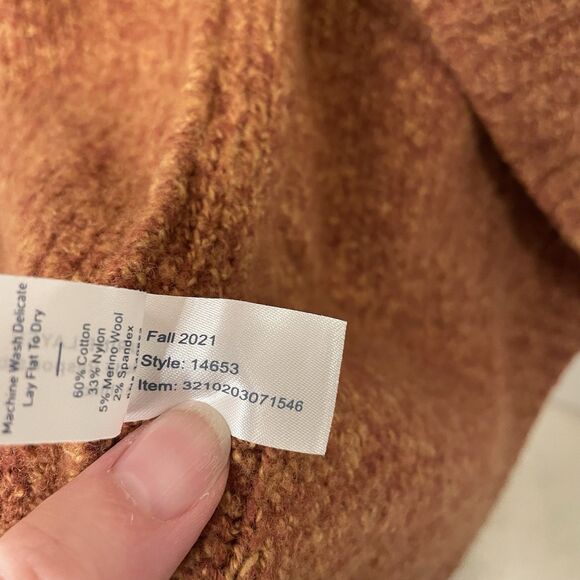 Machine Wash Delicate
Lay Flat To Dry
60% Cotton
33% Nylon
5% Merino Wool
2% Spandex
Fall 2021
Style: 14653
Item: 3219203071546